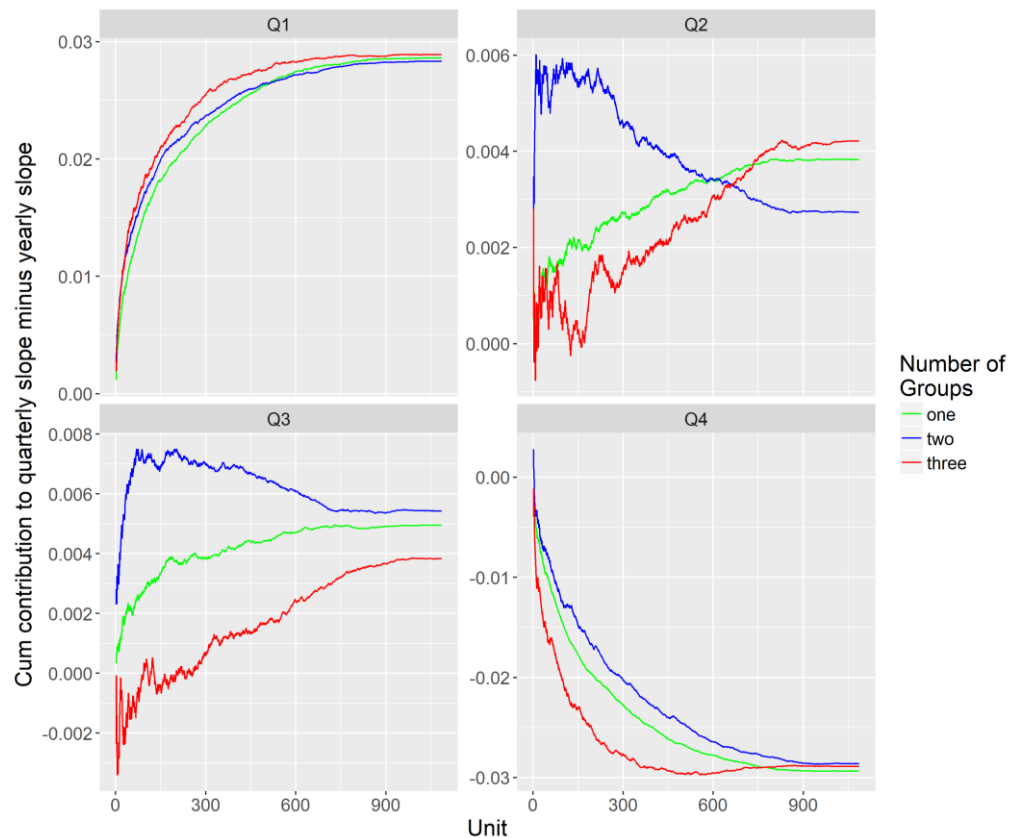 Q1
Q2
0.03
0.02
0.01
0.00
0.006
0.004
0.002
0.000
Q3
Q4
0.008
0.006
0.004
0.002
0.000
-0.002
0.00
-0.01
-0.02
-0.03
0
300
600
900
0
300
600
900
Unit
Cum contribution to quarterly slope minus yearly slope
Number of
Groups
one
two
three